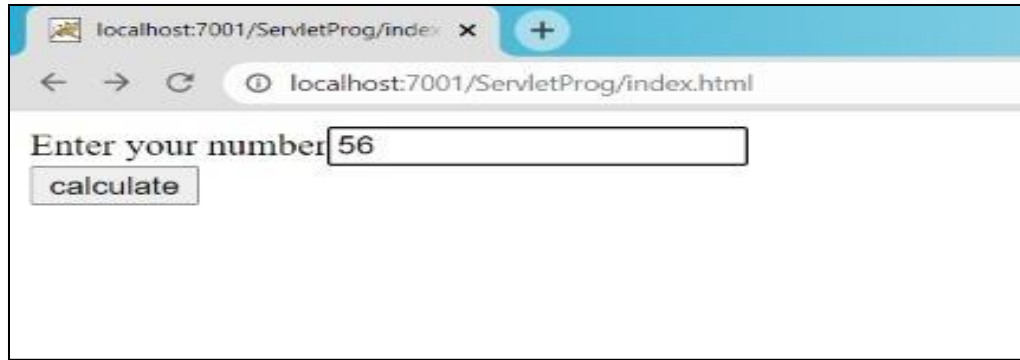 localhost:7001/ServletProg/index
localhost:7001/ServletProg/index.html
Enter your number 56
calculate